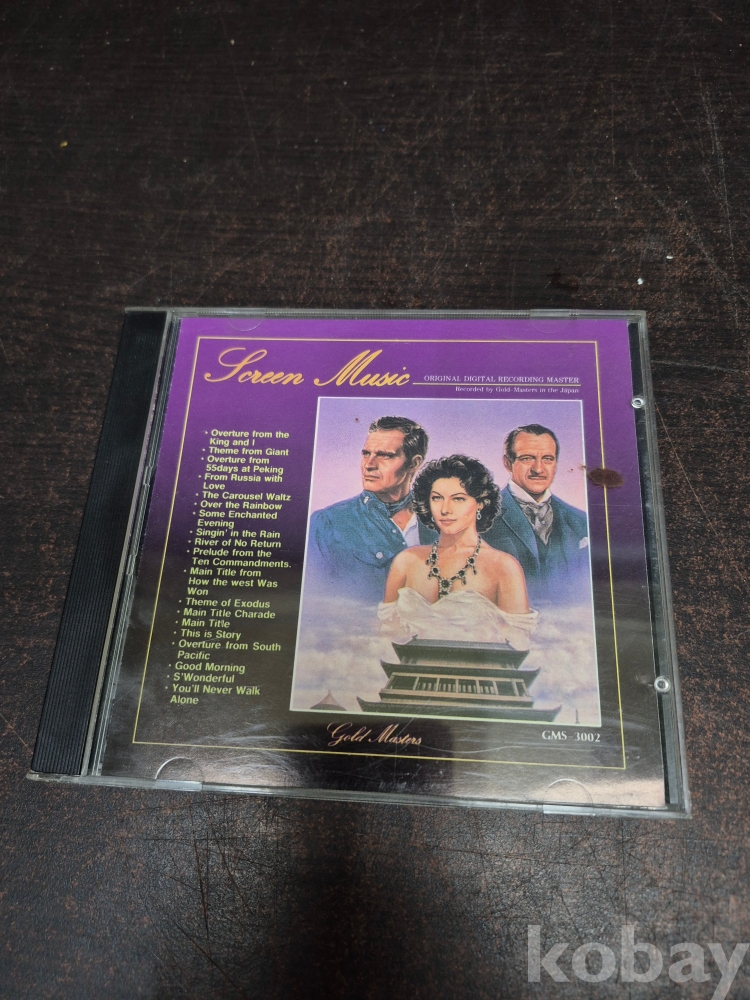 Screen Music
ORIGINAL DIGITAL RECORDING MASTER
Recorded by Gold-Masters in the Japan
· Overture from the
King and I
· Theme from Giant
· Overture from
55days at Peking
· From Russia with
Love
· The Carousel Waltz
· Over the Rainbow
· Some Enchanted
Evening
· Singin' in the Rain
· River of No Return
· Prelude from the
Ten Commandments.
· Main Title from
How the west Was
Won
· Theme of Exodus
· Main Title Charade
· Main Title
· This is Story
· Overture from South
Pacific
· Good Morning
· S'Wonderful
· You'll Never Walk
Alone
Gold Masters
GMS-3002
kobay